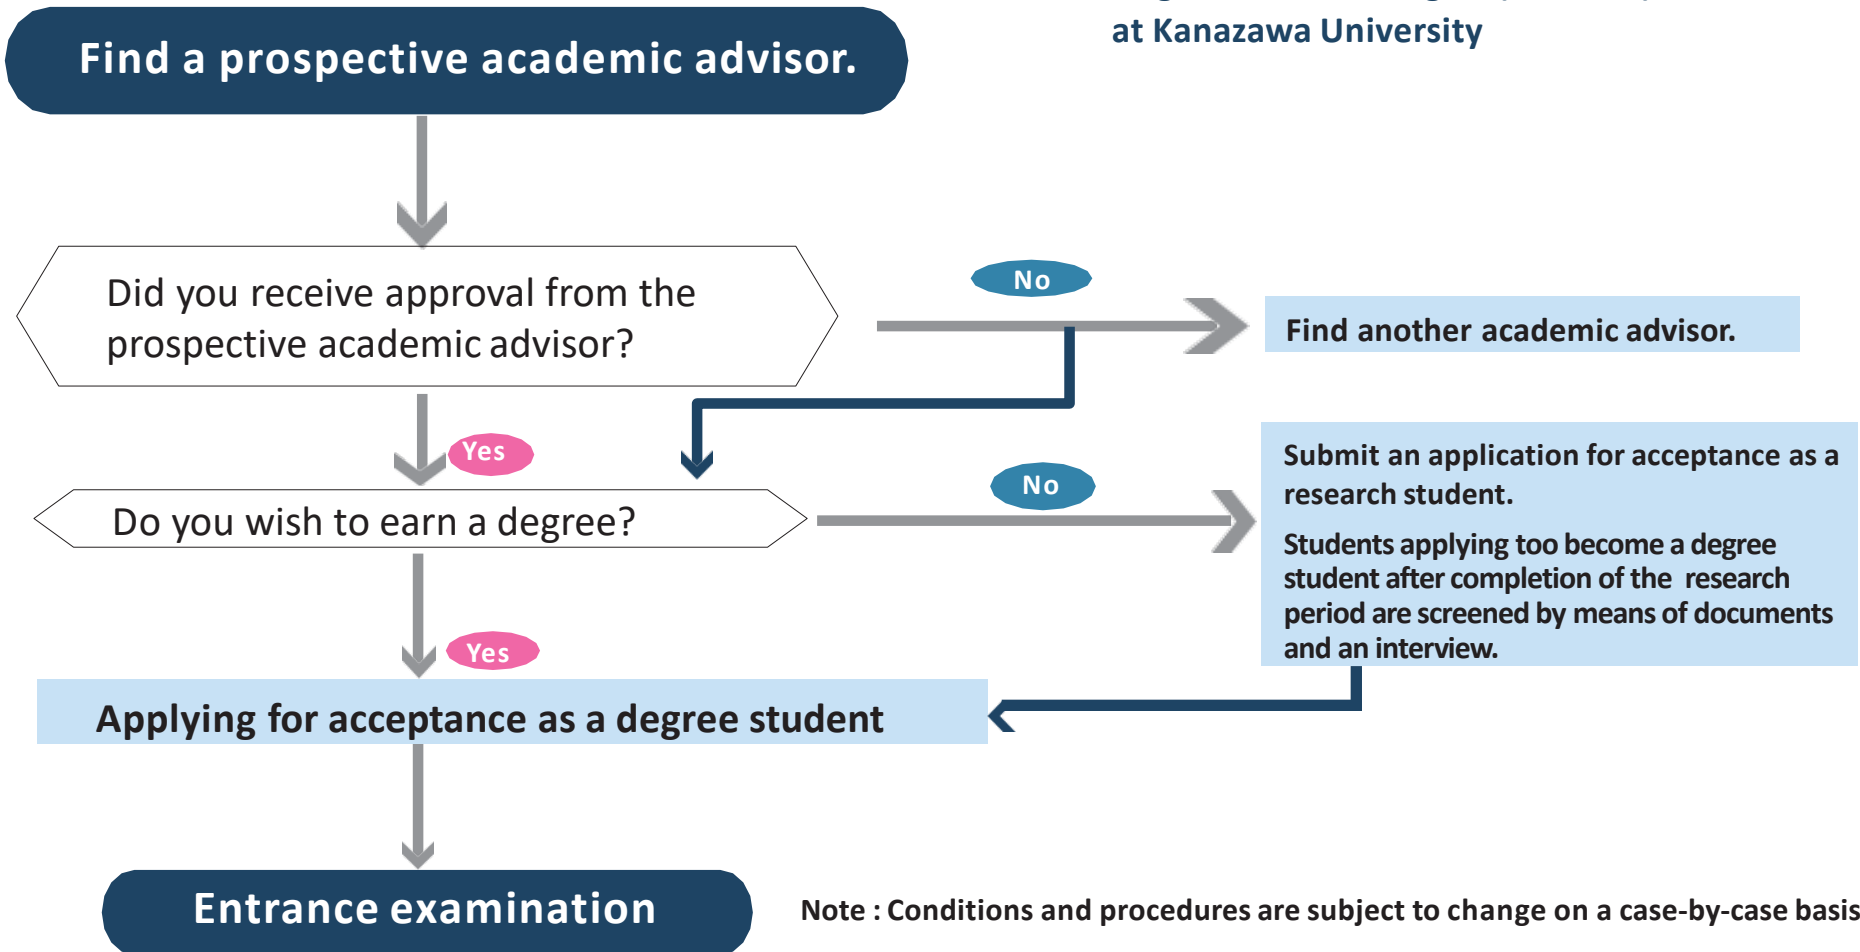 at Kanazawa University
Find a prospective academic advisor.
Did you receive approval from the
prospective academic advisor?
No
Find another academic advisor.
Yes
Do you wish to earn a degree?
No
Submit an application for acceptance as a
research student.
Students applying too become a degree
student after completion of the research
period are screened by means of documents
and an interview.
Yes
Applying for acceptance as a degree student
Entrance examination
Note : Conditions and procedures are subject to change on a case-by-case basis